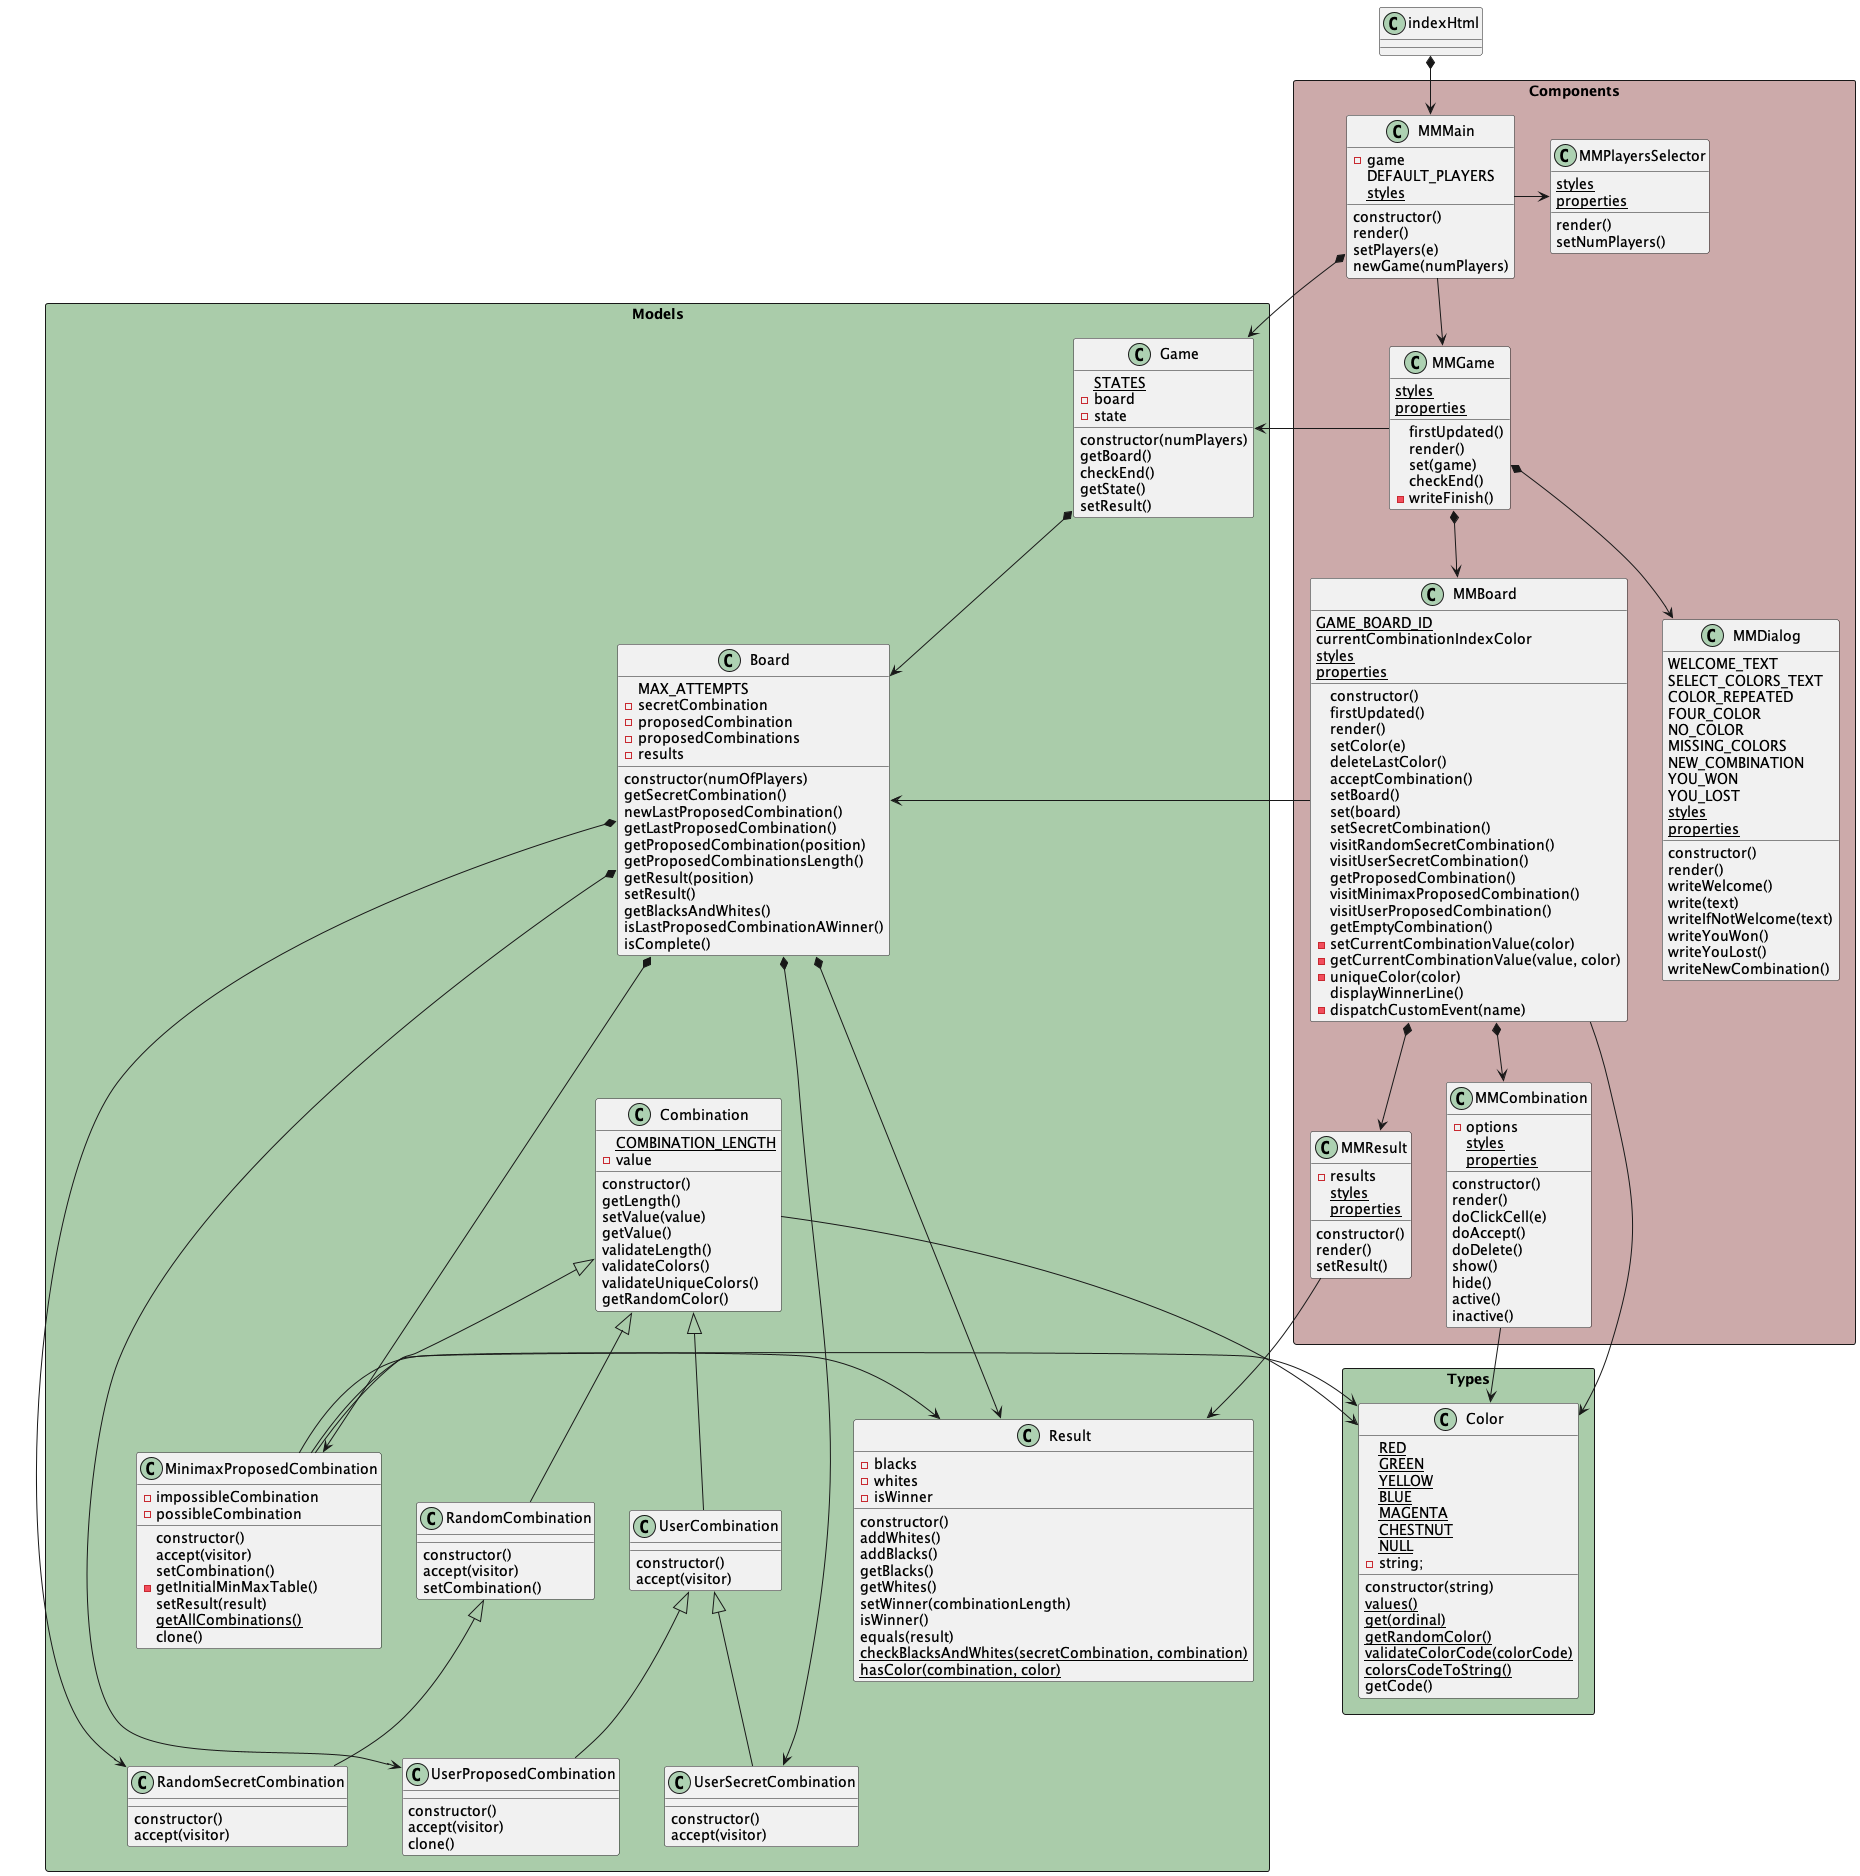 C indexHtml
Components
C MMMain
game
DEFAULT_PLAYERS
styles
constructor()
render()
setPlayers(e)
newGame(numPlayers)
C MMPlayersSelector
styles
properties
render()
setNumPlayers()
Models
C Game
STATES
board
state
constructor(numPlayers)
getBoard()
checkEnd()
getState()
setResult()
C MMGame
styles
properties
firstUpdated()
render()
set(game)
checkEnd()
writeFinish()
C MMBoard
GAME_BOARD_ID
currentCombinationIndexColor
styles
properties
constructor()
firstUpdated()
render()
setColor(e)
deleteLastColor()
acceptCombination()
setBoard()
set(board)
setSecretCombination()
visitRandomSecretCombination()
visitUserSecretCombination()
getProposedCombination()
visitMinimaxProposedCombination()
visitUserProposedCombination()
getEmptyCombination()
setCurrentCombinationValue(color)
getCurrentCombinationValue(value, color)
uniqueColor(color)
displayWinnerLine()
dispatchCustomEvent(name)
C MMDialog
WELCOME_TEXT
SELECT_COLORS_TEXT
COLOR_REPEATED
FOUR_COLOR
NO_COLOR
MISSING_COLORS
NEW_COMBINATION
YOU_WON
YOU_LOST
styles
properties
constructor()
render()
writeWelcome()
write(text)
writeIfNotWelcome(text)
writeYouWon()
writeYouLost()
writeNewCombination()
C Board
MAX_ATTEMPTS
secretCombination
proposedCombination
proposedCombinations
results
constructor(numOfPlayers)
getSecretCombination()
newLastProposedCombination()
getLastProposedCombination()
getProposedCombination(position)
getProposedCombinationsLength()
getResult(position)
setResult()
getBlacksAndWhites()
isLastProposedCombinationAWinner()
isComplete()
C Combination
COMBINATION_LENGTH
value
constructor()
getLength()
setValue(value)
getValue()
validateLength()
validateColors()
validateUniqueColors()
getRandomColor()
C MMResult
results
styles
properties
constructor()
render()
setResult()
C MMCombination
options
styles
properties
constructor()
render()
doClickCell(e)
doAccept()
doDelete()
show()
hide()
active()
inactive()
Types
C Color
RED
GREEN
YELLOW
BLUE
MAGENTA
CHESTNUT
NULL
string;
constructor(string)
values()
get(ordinal)
getRandomColor()
validateColorCode(colorCode)
colorsCodeToString()
getCode()
C MinimaxProposedCombination
impossibleCombination
possibleCombination
constructor()
accept(visitor)
setCombination()
getInitialMinMaxTable()
setResult(result)
getAllCombinations()
clone()
C RandomCombination
constructor()
accept(visitor)
setCombination()
C UserCombination
constructor()
accept(visitor)
C Result
blacks
whites
isWinner
constructor()
addWhites()
addBlacks()
getBlacks()
getWhites()
setWinner(combinationLength)
isWinner()
equals(result)
checkBlacksAndWhites(secretCombination, combination)
hasColor(combination, color)
C RandomSecretCombination
constructor()
accept(visitor)
C UserProposedCombination
constructor()
accept(visitor)
clone()
C UserSecretCombination
constructor()
accept(visitor)